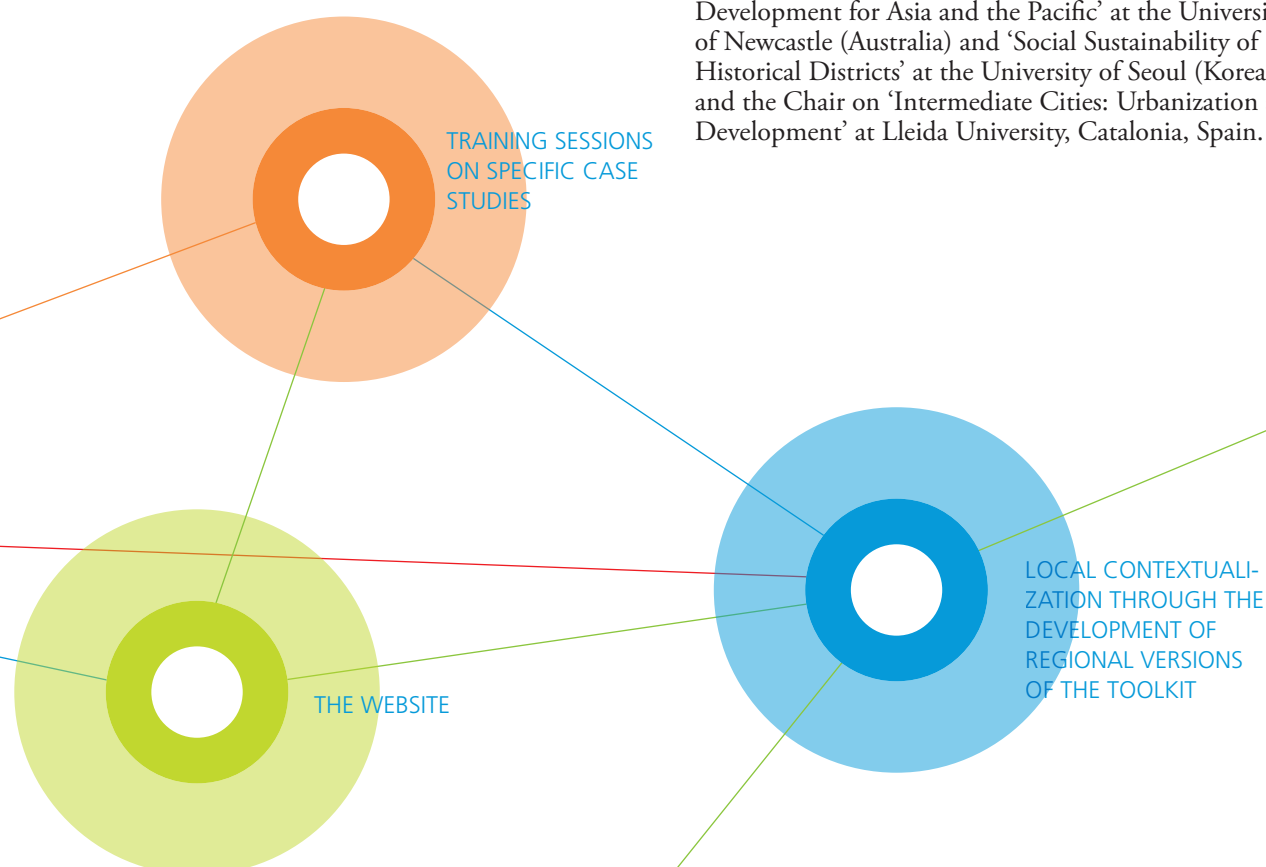 Development for Asia and the Pacific’ at the Universi
of Newcastle (Australia) and ‘Social Sustainability of
Historical Districts’ at the University of Seoul (Korea
and the Chair on ‘Intermediate Cities: Urbanization
Development’ at Lleida University, Catalonia, Spain.
TRAINING SESSIONS
ON SPECIFIC CASE
STUDIES
LOCAL CONTEXTUALI-
ZATION THROUGH THE
DEVELOPMENT OF
REGIONAL VERSIONS
OF THE TOOLKIT
THE WEBSITE